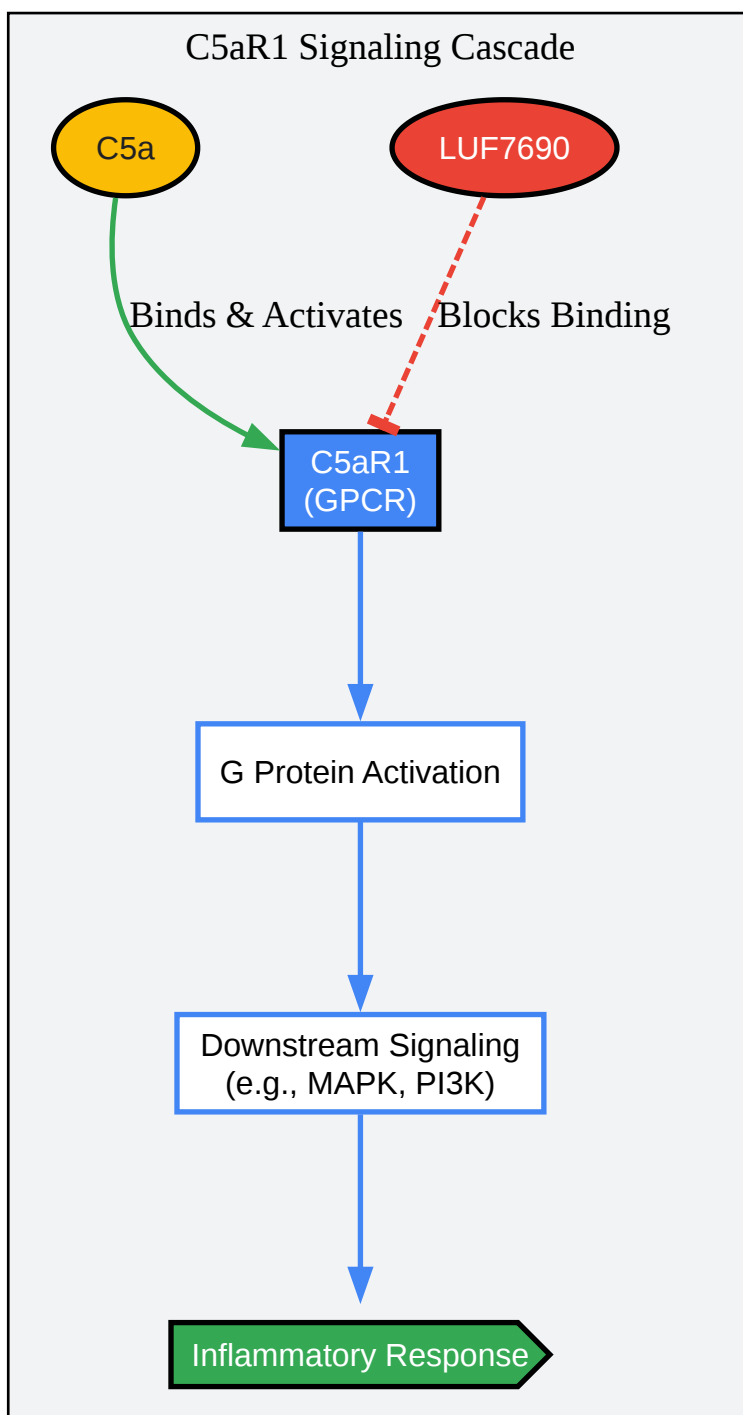 C5aR1 Signaling Cascade
C5a
LUF7690
Binds & Activates
Blocks Binding
C5aR1
(GPCR)
G Protein Activation
Downstream Signaling
(e.g., MAPK, PI3K)
Inflammatory Response